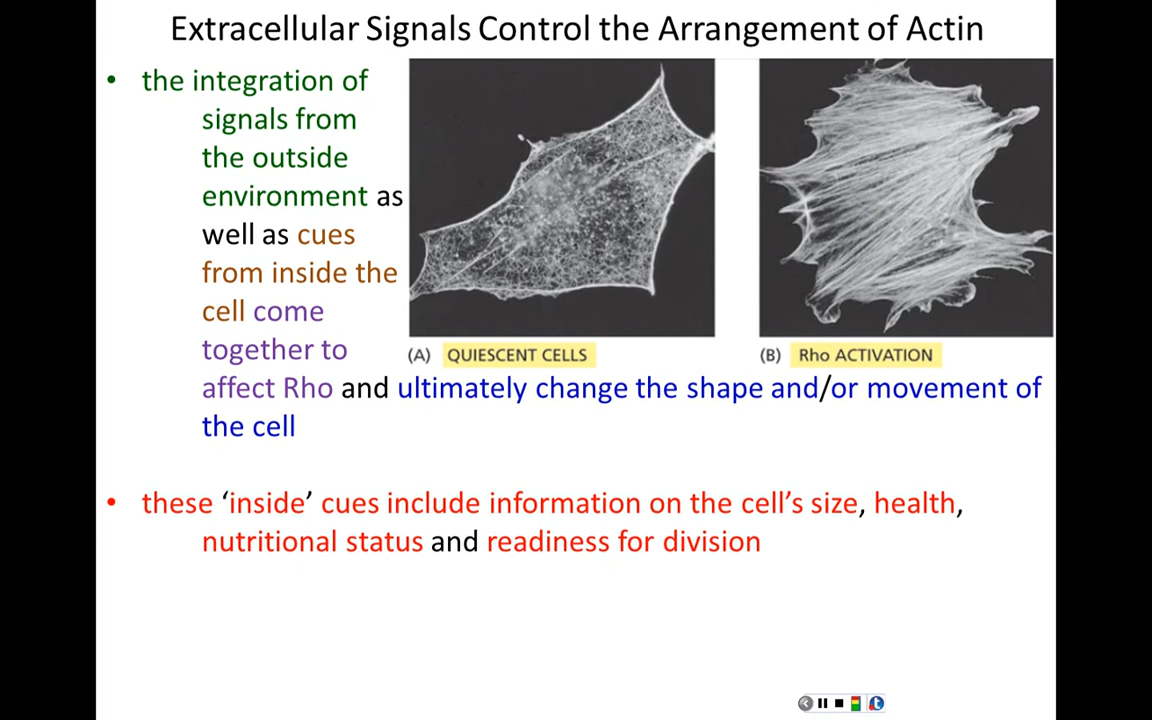 Extracellular Signals Control the Arrangement of Actin
• the integration of
signals from
the outside
environment as
well as cues
from inside the
cell come
together to
affect Rho and ultimately change the shape and/or movement of
the cell
(A) QUIESCENT CELLS
(B) Rho ACTIVATION
• these ‘inside’ cues include information on the cell’s size, health,
nutritional status and readiness for division